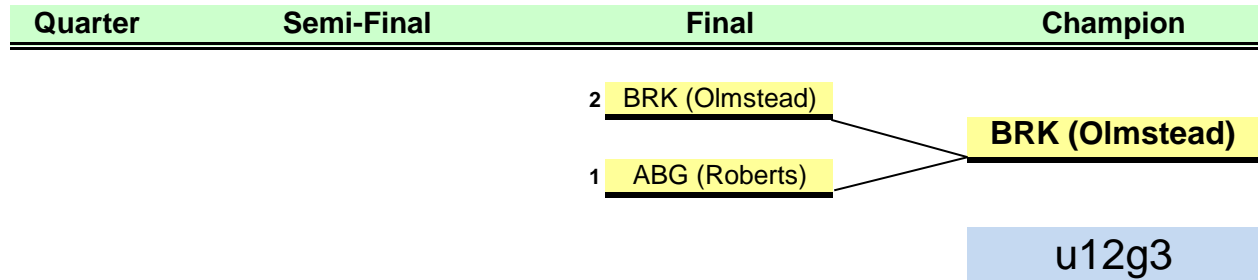 Quarter Semi-Final Final Champion
2 BRK (Olmstead)
BRK (Olmstead)
1 ABG (Roberts)
u12g3